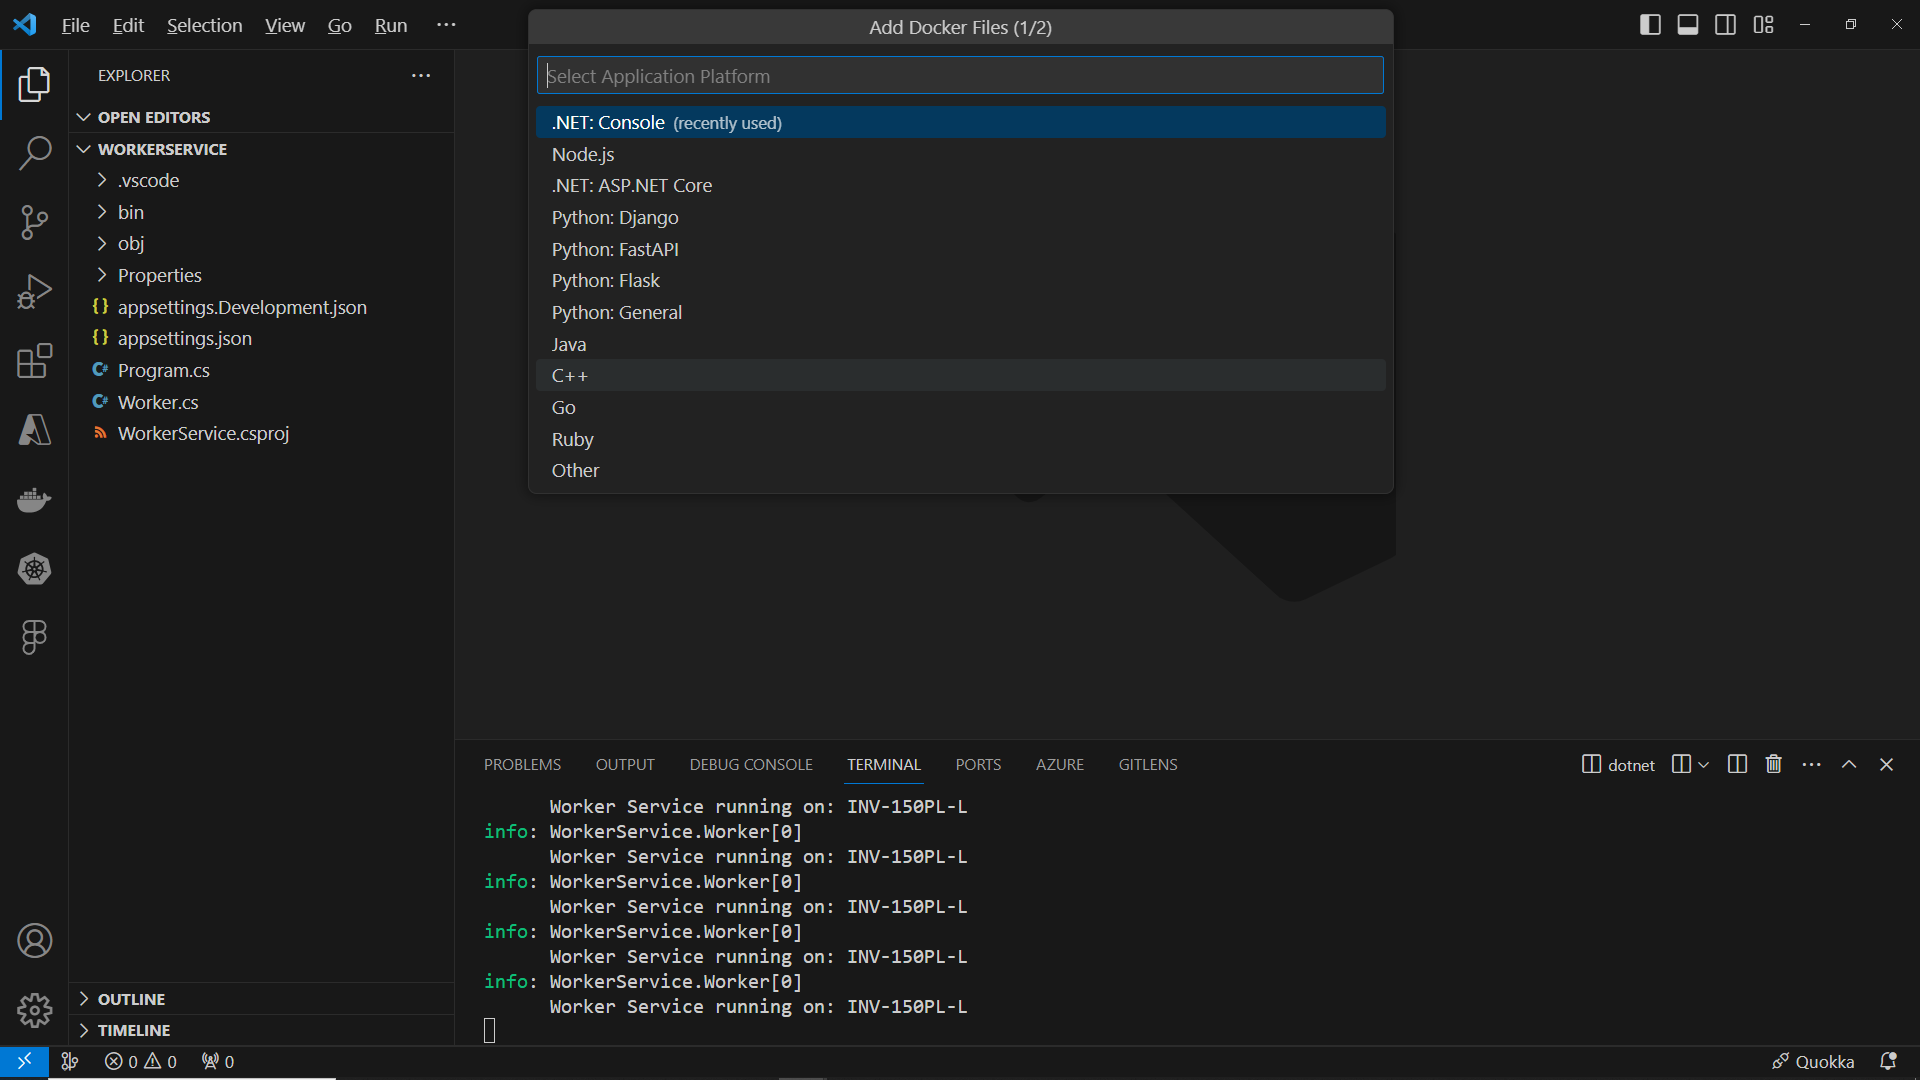 File Edit Selection View Go Run ···
Add Docker Files (1/2)
Select Application Platform
.NET: Console (recently used)
Node.js
.NET: ASP.NET Core
Python: Django
Python: FastAPI
Python: Flask
Python: General
Java
C++
Go
Ruby
Other
EXPLORER
OPEN EDITORS
WORKERSERVICE
.vscode
bin
obj
Properties
{} appsettings.Development.json
{} appsettings.json
C# Program.cs
C# Worker.cs
WorkerService.csproj
OUTLINE
TIMELINE
PROBLEMS OUTPUT DEBUG CONSOLE TERMINAL PORTS AZURE GITLENS
dotnet
Worker Service running on: INV-150PL-L
info: WorkerService.Worker[0]
Worker Service running on: INV-150PL-L
info: WorkerService.Worker[0]
Worker Service running on: INV-150PL-L
info: WorkerService.Worker[0]
Worker Service running on: INV-150PL-L
info: WorkerService.Worker[0]
Worker Service running on: INV-150PL-L
0 0 0
Quokka